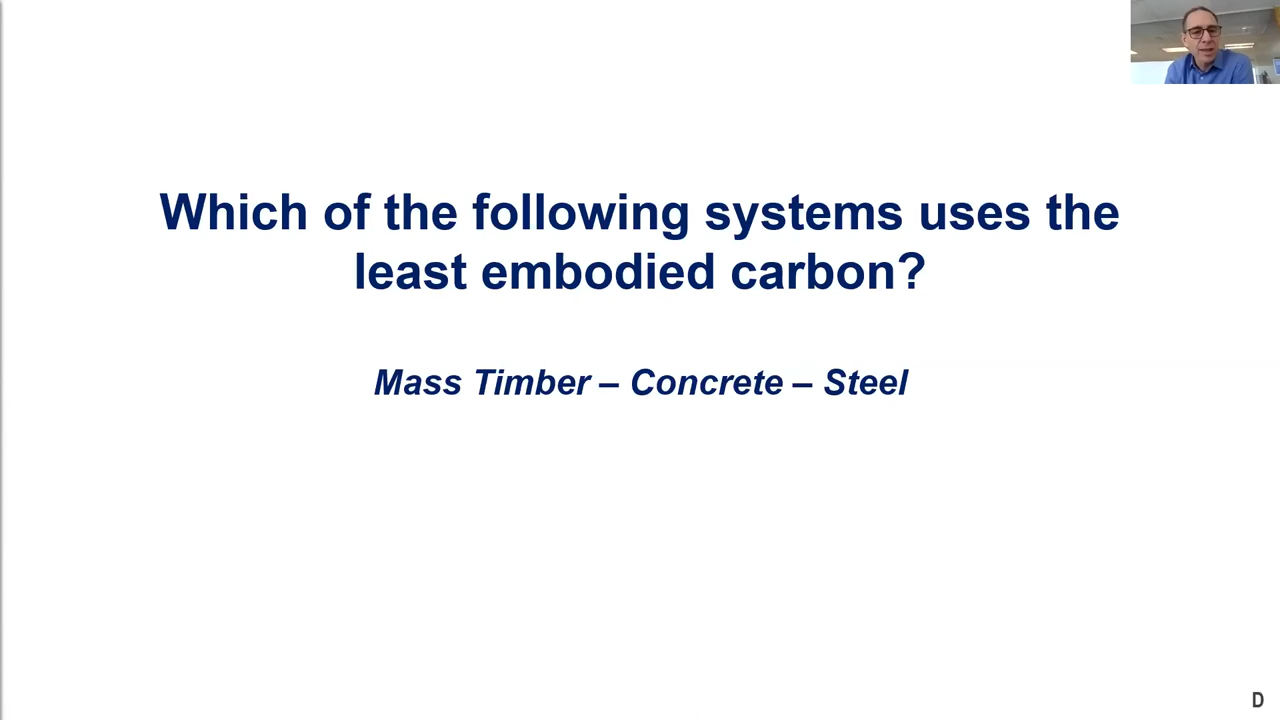 Which of the following systems uses the
least embodied carbon?
Mass Timber – Concrete – Steel
D